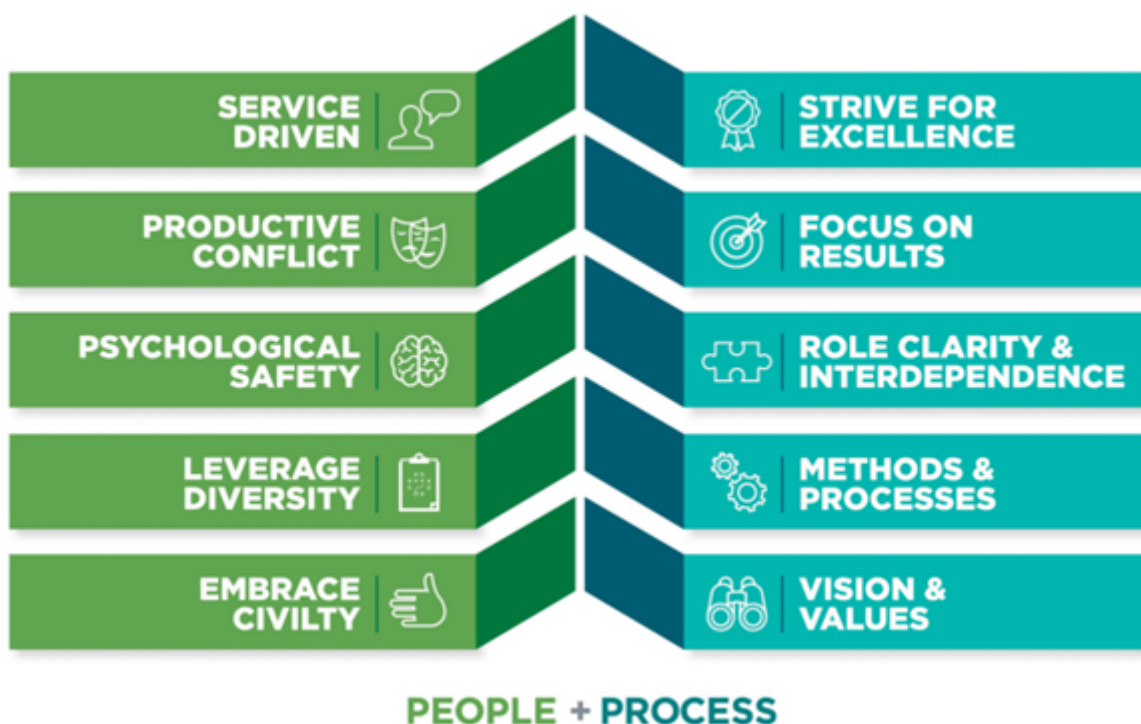 SERVICE
DRIVEN
STRIVE FOR
EXCELLENCE
PRODUCTIVE
CONFLICT
FOCUS ON
RESULTS
PSYCHOLOGICAL
SAFETY
ROLE CLARITY &
INTERDEPENDENCE
LEVERAGE
DIVERSITY
METHODS &
PROCESSES
EMBRACE
CIVILTY
VISION &
VALUES
PEOPLE + PROCESS